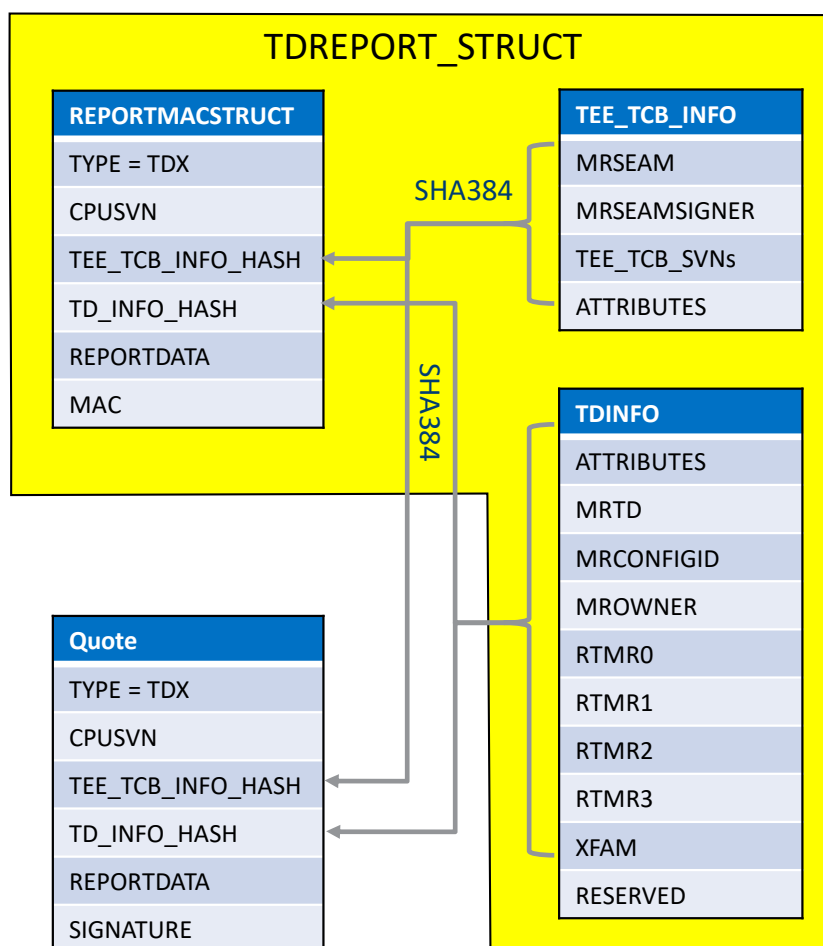 TDREPORT_STRUCT
REPORTMACSTRUCT
TYPE = TDX
CPUSVN
TEE_TCB_INFO_HASH
TD_INFO_HASH
REPORTDATA
MAC
SHA384
SHA384
TEE_TCB_INFO
MRSEAM
MRSEAMSIGNER
TEE_TCB_SVNs
ATTRIBUTES
TDINFO
ATTRIBUTES
MRTD
MRCONFIGID
MROWNER
RTMR0
RTMR1
RTMR2
RTMR3
XFAM
RESERVED
Quote
TYPE = TDX
CPUSVN
TEE_TCB_INFO_HASH
TD_INFO_HASH
REPORTDATA
SIGNATURE